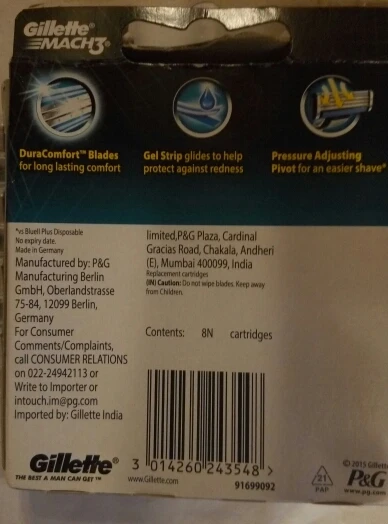 Gillette®
MACH3®
DuraComfort™ Blades
for long lasting comfort
Gel Strip glides to help
protect against redness
Pressure Adjusting
Pivot for an easier shave*
*vs Bluell Plus Disposable
No expiry date.
Made in Germany
Manufactured by: P&G
Manufacturing Berlin
GmbH, Oberlandstrasse
75-84, 12099 Berlin,
Germany
For Consumer
Comments/Complaints,
call CONSUMER RELATIONS
on 022-24942113 or
Write to Importer or
intouch.im@pg.com
Imported by: Gillette India
limited,P&G Plaza, Cardinal
Gracias Road, Chakala, Andheri
(E), Mumbai 400099, India
Replacement cartridges
(IN) Caution: Do not wipe blades. Keep away
from Children.
Contents: 8N cartridges
Gillette®
THE BEST A MAN CAN GET™
3 014260 243548 >
www.Gillette.com
91699092
21
PAP
© 2015 Gillette
P&G
www.pg.com